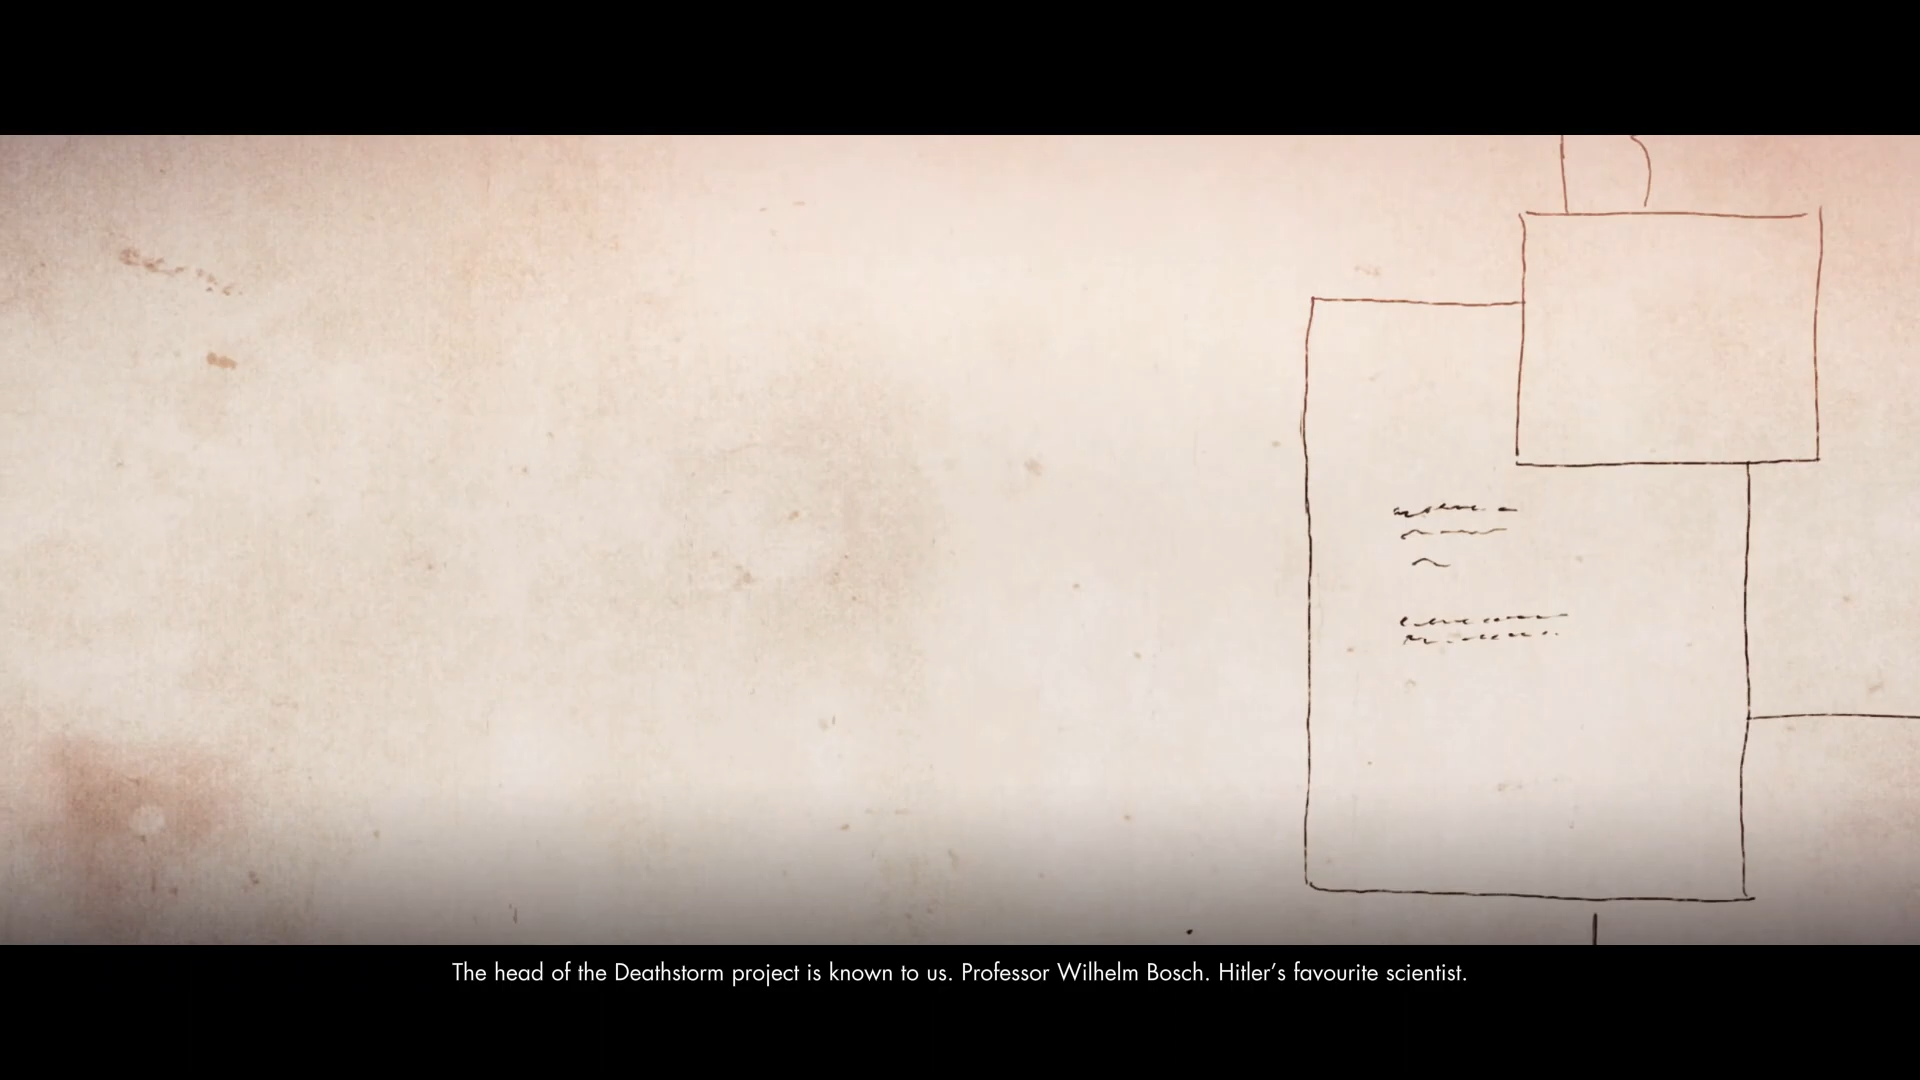 The head of the Deathstorm project is known to us. Professor Wilhelm Bosch. Hitler’s favourite scientist.